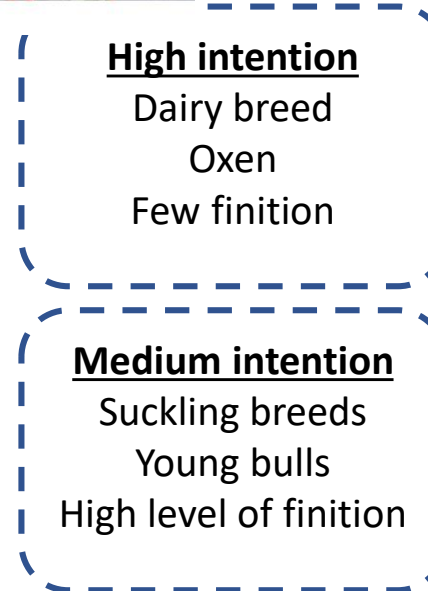 High intention
Dairy breed
Oxen
Few finition
Medium intention
Suckling breeds
Young bulls
High level of finition